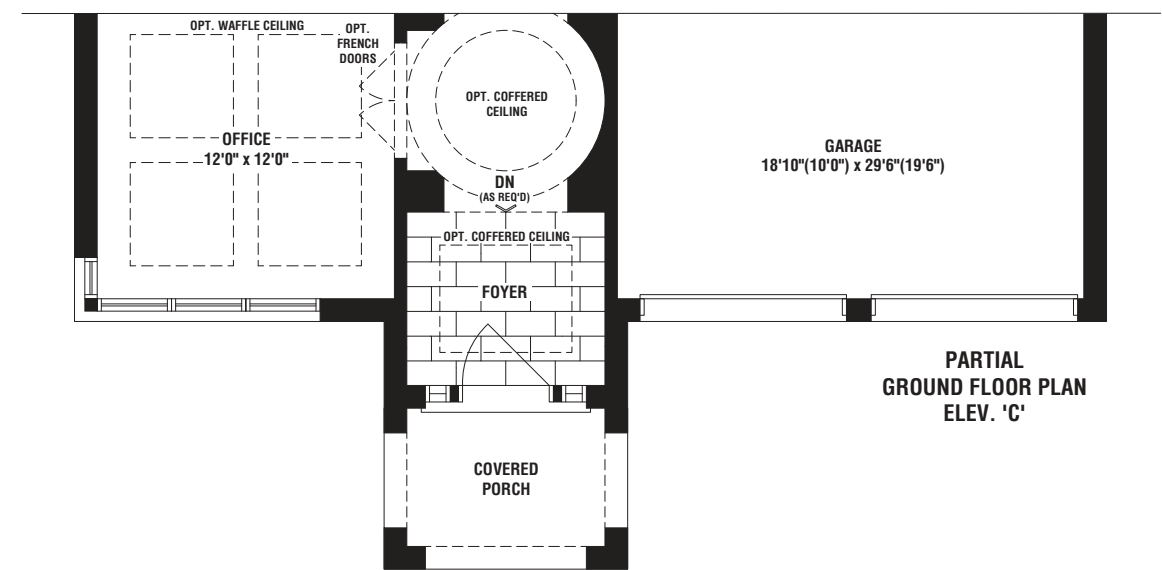 OPT. WAFFLE CEILING
OPT.
FRENCH
DOORS
OPT. COFFERED
CEILING
OFFICE
12'0" x 12'0"
GARAGE
18'10"(10'0") x 29'6"(19'6")
DN
(AS REQ'D)
OPT. COFFERED CEILING
FOYER
PARTIAL
GROUND FLOOR PLAN
ELEV. 'C'
COVERED
PORCH